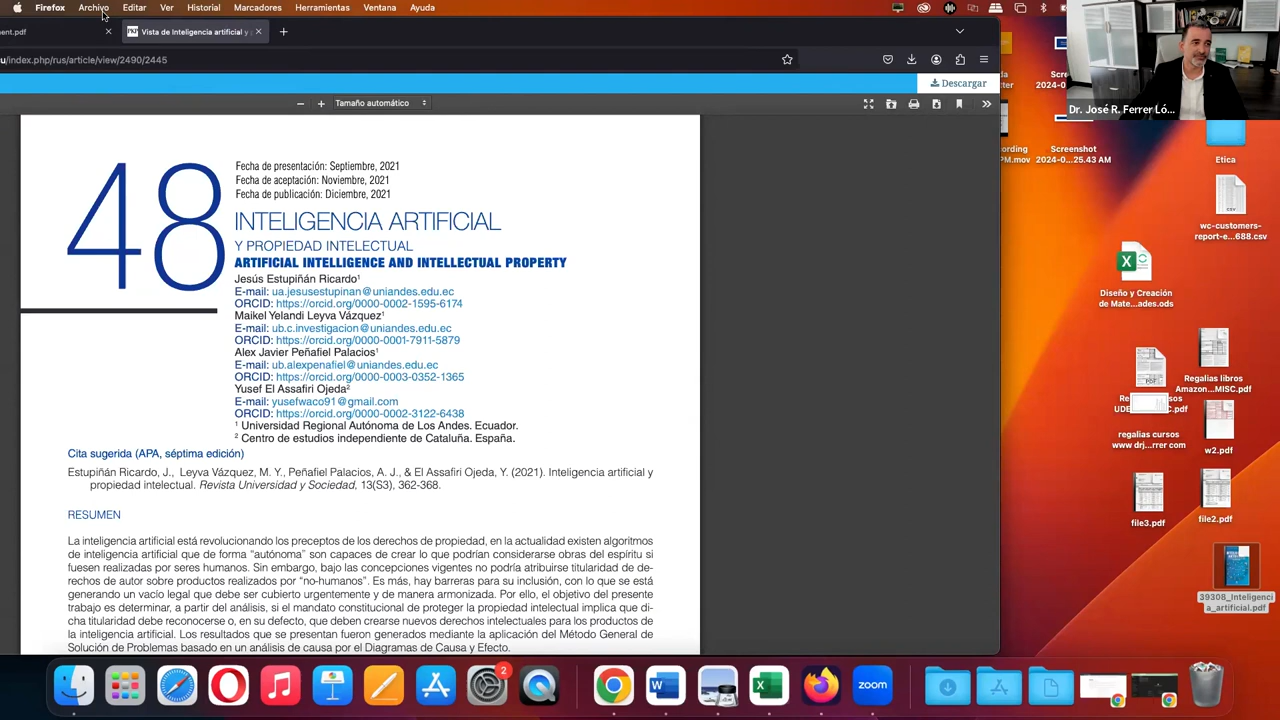 Firefox Archivo Editar Ver Historial Marcadores Herramientas Ventana Ayuda
ent.pdf
Vista de Inteligencia artificial y
u/index.php/rus/article/view/2490/2445
Descargar
Tamaño automático
48
Fecha de presentación: Septiembre, 2021
Fecha de aceptación: Noviembre, 2021
Fecha de publicación: Diciembre, 2021
INTELIGENCIA ARTIFICIAL
Y PROPIEDAD INTELECTUAL
ARTIFICIAL INTELLIGENCE AND INTELLECTUAL PROPERTY
Jesús Estupiñán Ricardo¹
E-mail: ua.jesusestupinan@uniandes.edu.ec
ORCID: https://orcid.org/0000-0002-1595-6174
Maikel Yelandi Leyva Vázquez¹
E-mail: ub.c.investigacion@uniandes.edu.ec
ORCID: https://orcid.org/0000-0001-7911-5879
Alex Javier Peñafiel Palacios¹
E-mail: ub.alexpenafiel@uniandes.edu.ec
ORCID: https://orcid.org/0000-0003-0352-1365
Yusef El Assafiri Ojeda²
E-mail: yusefwaco91@gmail.com
ORCID: https://orcid.org/0000-0002-3122-6438
¹ Universidad Regional Autónoma de Los Andes. Ecuador.
² Centro de estudios independiente de Cataluña. España.
Cita sugerida (APA, séptima edición)
Estupiñán Ricardo, J., Leyva Vázquez, M. Y., Peñafiel Palacios, A. J., & El Assafiri Ojeda, Y. (2021). Inteligencia artificial y
propiedad intelectual. Revista Universidad y Sociedad, 13(S3), 362-368.
RESUMEN
La inteligencia artificial está revolucionando los preceptos de los derechos de propiedad, en la actualidad existen algoritmos
de inteligencia artificial que de forma “autónoma” son capaces de crear lo que podrían considerarse obras del espíritu si
fuesen realizadas por seres humanos. Sin embargo, bajo las concepciones vigentes no podría atribuirse titularidad de de-
rechos de autor sobre productos realizados por “no-humanos”. Es más, hay barreras para su inclusión, con lo que se está
generando un vacío legal que debe ser cubierto urgentemente y de manera armonizada. Por ello, el objetivo del presente
trabajo es determinar, a partir del análisis, si el mandato constitucional de proteger la propiedad intelectual implica que di-
cha titularidad debe reconocerse o, en su defecto, que deben crearse nuevos derechos intelectuales para los productos de
la inteligencia artificial. Los resultados que se presentan fueron generados mediante la aplicación del Método General de
Solución de Problemas basado en un análisis de causa por el Diagramas de Causa y Efecto.
Dr. José R. Ferrer Ló...
Scre
2024-
Screenshot
2024-0...25.43 AM
Etica
wc-customers-
report-e...688.csv
Diseño y Creación
de Mate...ades.ods
Regalias libros
Amazon...MISC.pdf
regalias cursos
www drj...rrer com
w2.pdf
file3.pdf
file2.pdf
39308_Inteligenci
a_artificial.pdf
2
zoom